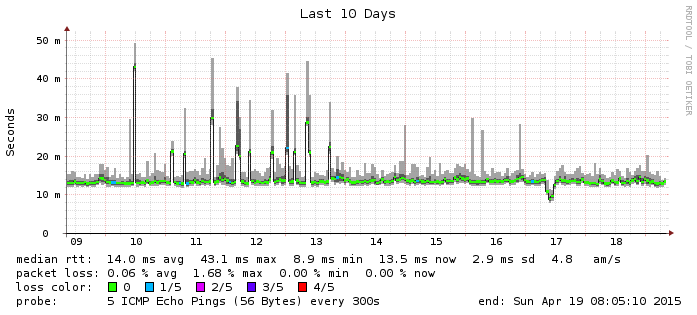 Last 10 Days
RRDTOOL / TOBI OETIKER
Seconds
50 m
40 m
30 m
20 m
10 m
0
09 10 11 12 13 14 15 16 17 18
median rtt: 14.0 ms avg 43.1 ms max 8.9 ms min 13.5 ms now 2.9 ms sd 4.8 am/s
packet loss: 0.06 % avg 1.68 % max 0.00 % min 0.00 % now
loss color: 0 1/5 2/5 3/5 4/5
probe: 5 ICMP Echo Pings (56 Bytes) every 300s end: Sun Apr 19 08:05:10 2015